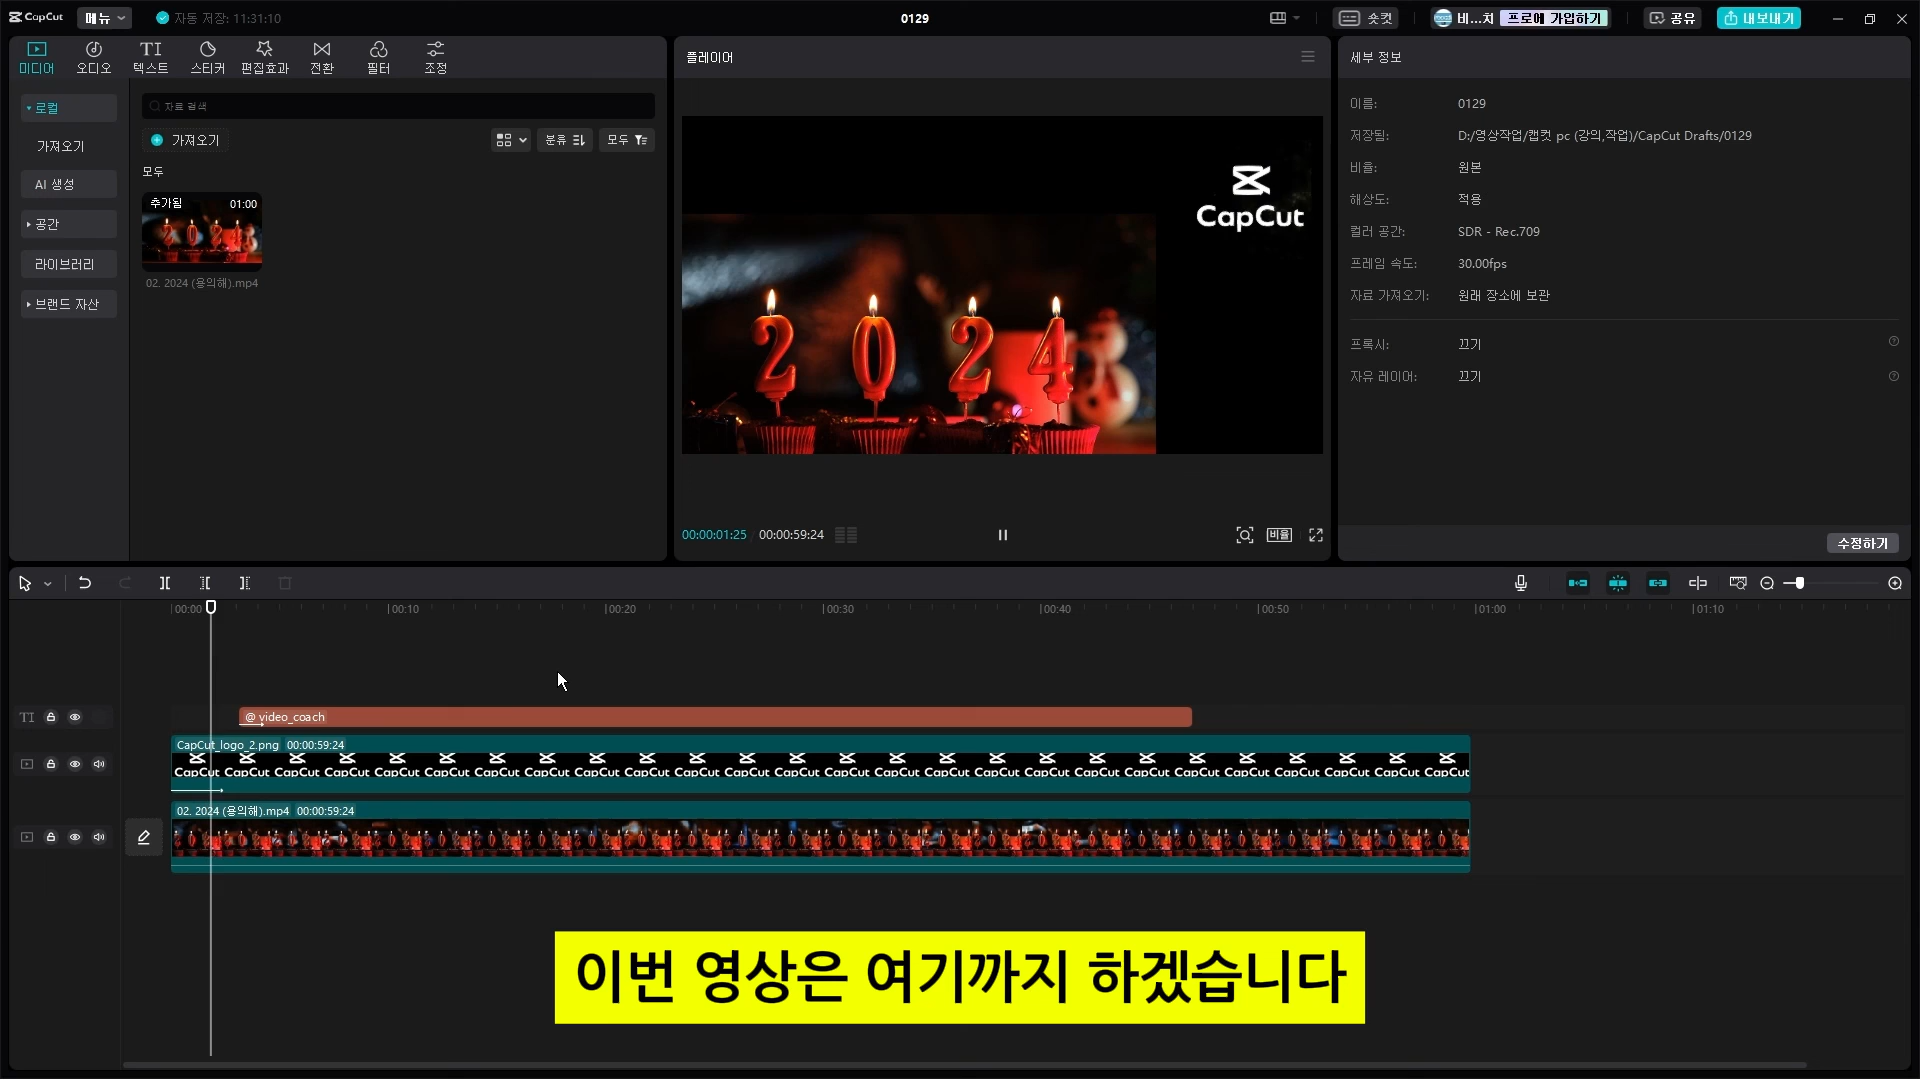 CapCut
메뉴
자동 저장: 11:31:10
0129
숏컷
비...치
프로에 가입하기
공유
내보내기
미디어
오디오
TI
텍스트
스티커
편집효과
전환
필터
조정
로컬
가져오기
AI 생성
공간
라이브러리
브랜드 자산
자료 검색
가져오기
분류
모두
모두
추가됨
01:00
02. 2024 (용의해).mp4
플레이어
CapCut
2024
00:00:01:25
00:00:59:24
비율
세부 정보
이름: 0129
저장됨: D:/영상작업/캡컷 pc (강의,작업)/CapCut Drafts/0129
비율: 원본
해상도: 적용
컬러 공간: SDR - Rec.709
프레임 속도: 30.00fps
자료 가져오기: 원래 장소에 보관
프록시: 끄기
자유 레이어: 끄기
수정하기
00:00 00:10 00:20 00:30 00:40 00:50 01:00 01:10
TI
@ video_coach
CapCut_logo_2.png 00:00:59:24
CapCut CapCut CapCut CapCut CapCut CapCut CapCut CapCut CapCut CapCut CapCut CapCut CapCut CapCut CapCut CapCut CapCut CapCut CapCut CapCut CapCut CapCut CapCut CapCut CapCut CapCut
02. 2024 (용의해).mp4 00:00:59:24
이번 영상은 여기까지 하겠습니다